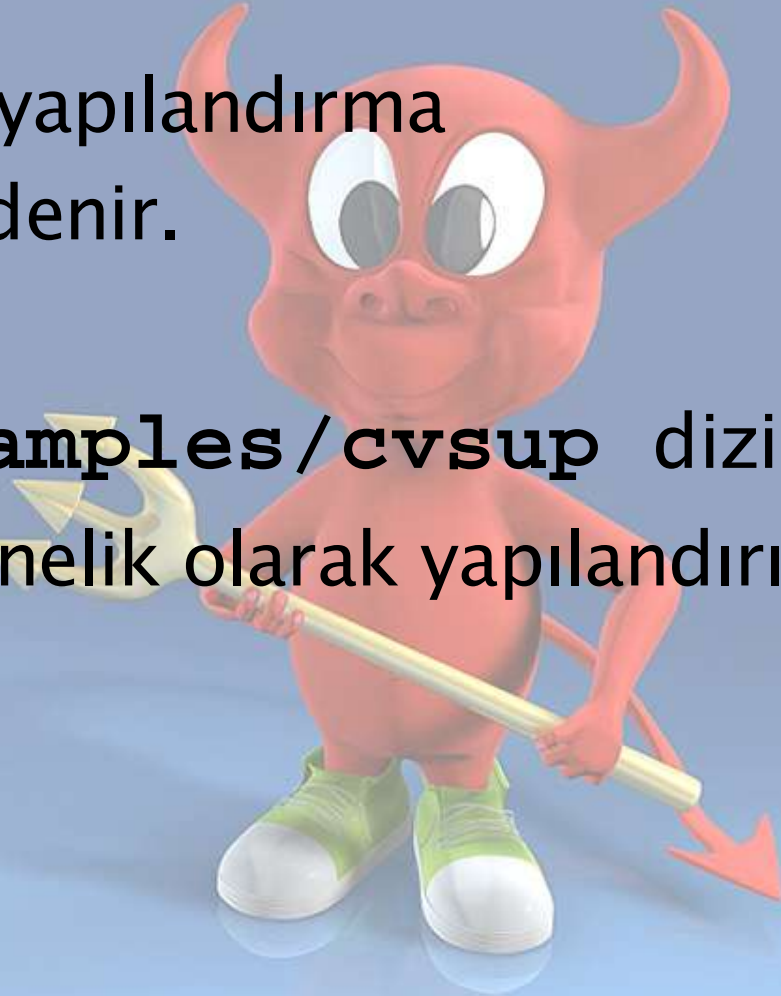 yapılandırma
denir.
amples/cvsup dizi
nelik olarak yapılandırı